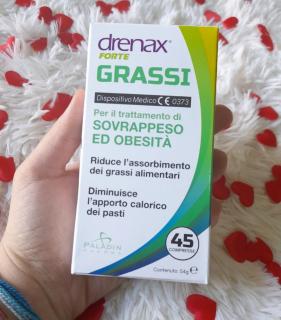 drenax®
FORTE
GRASSI
Dispositivo Medico CE 0373
Per il trattamento di
SOVRAPPESO
ED OBESITÀ
Riduce l'assorbimento
dei grassi alimentari
Diminuisce
l'apporto calorico
dei pasti
45
COMPRESSE
PALADIN
PHARMA
Contenuto: 54g ℮